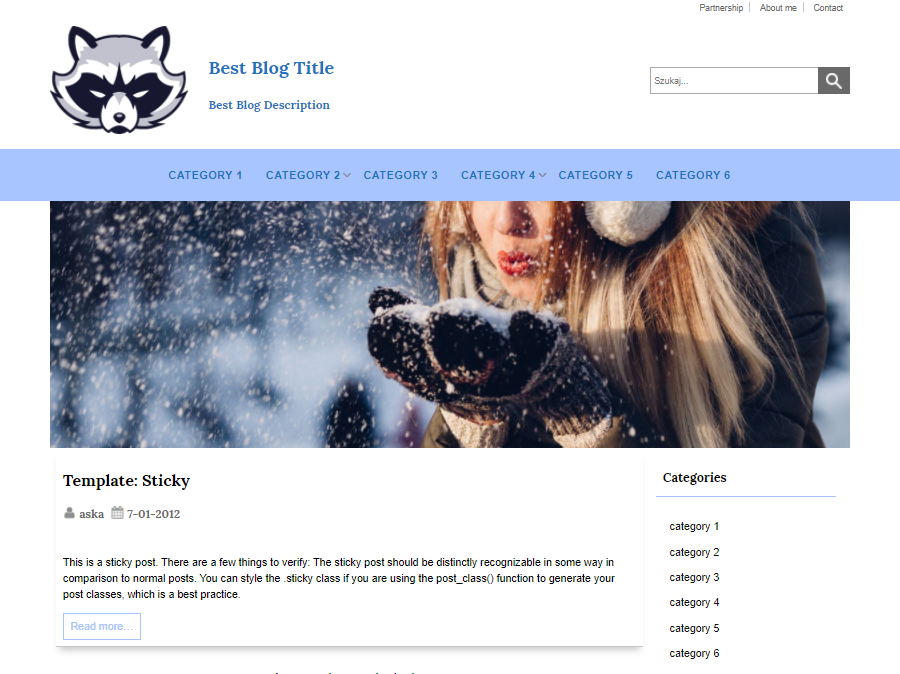 Partnership About me Contact
Best Blog Title
Szukaj...
Best Blog Description
CATEGORY 1 CATEGORY 2 CATEGORY 3 CATEGORY 4 CATEGORY 5 CATEGORY 6
Template: Sticky
aska 7-01-2012
This is a sticky post. There are a few things to verify: The sticky post should be distinctly recognizable in some way in
comparison to normal posts. You can style the .sticky class if you are using the post_class() function to generate your
post classes, which is a best practice.
Read more...
Categories
category 1
category 2
category 3
category 4
category 5
category 6